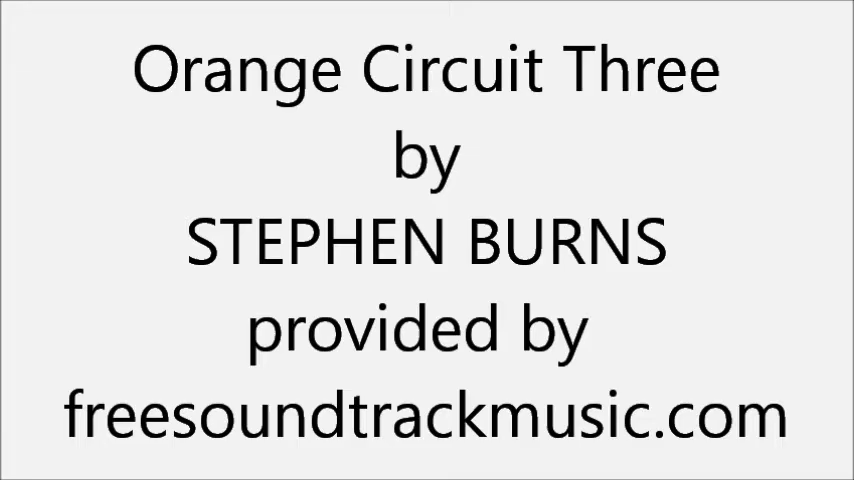 Orange Circuit Three
by
STEPHEN BURNS
provided by
freesoundtrackmusic.com